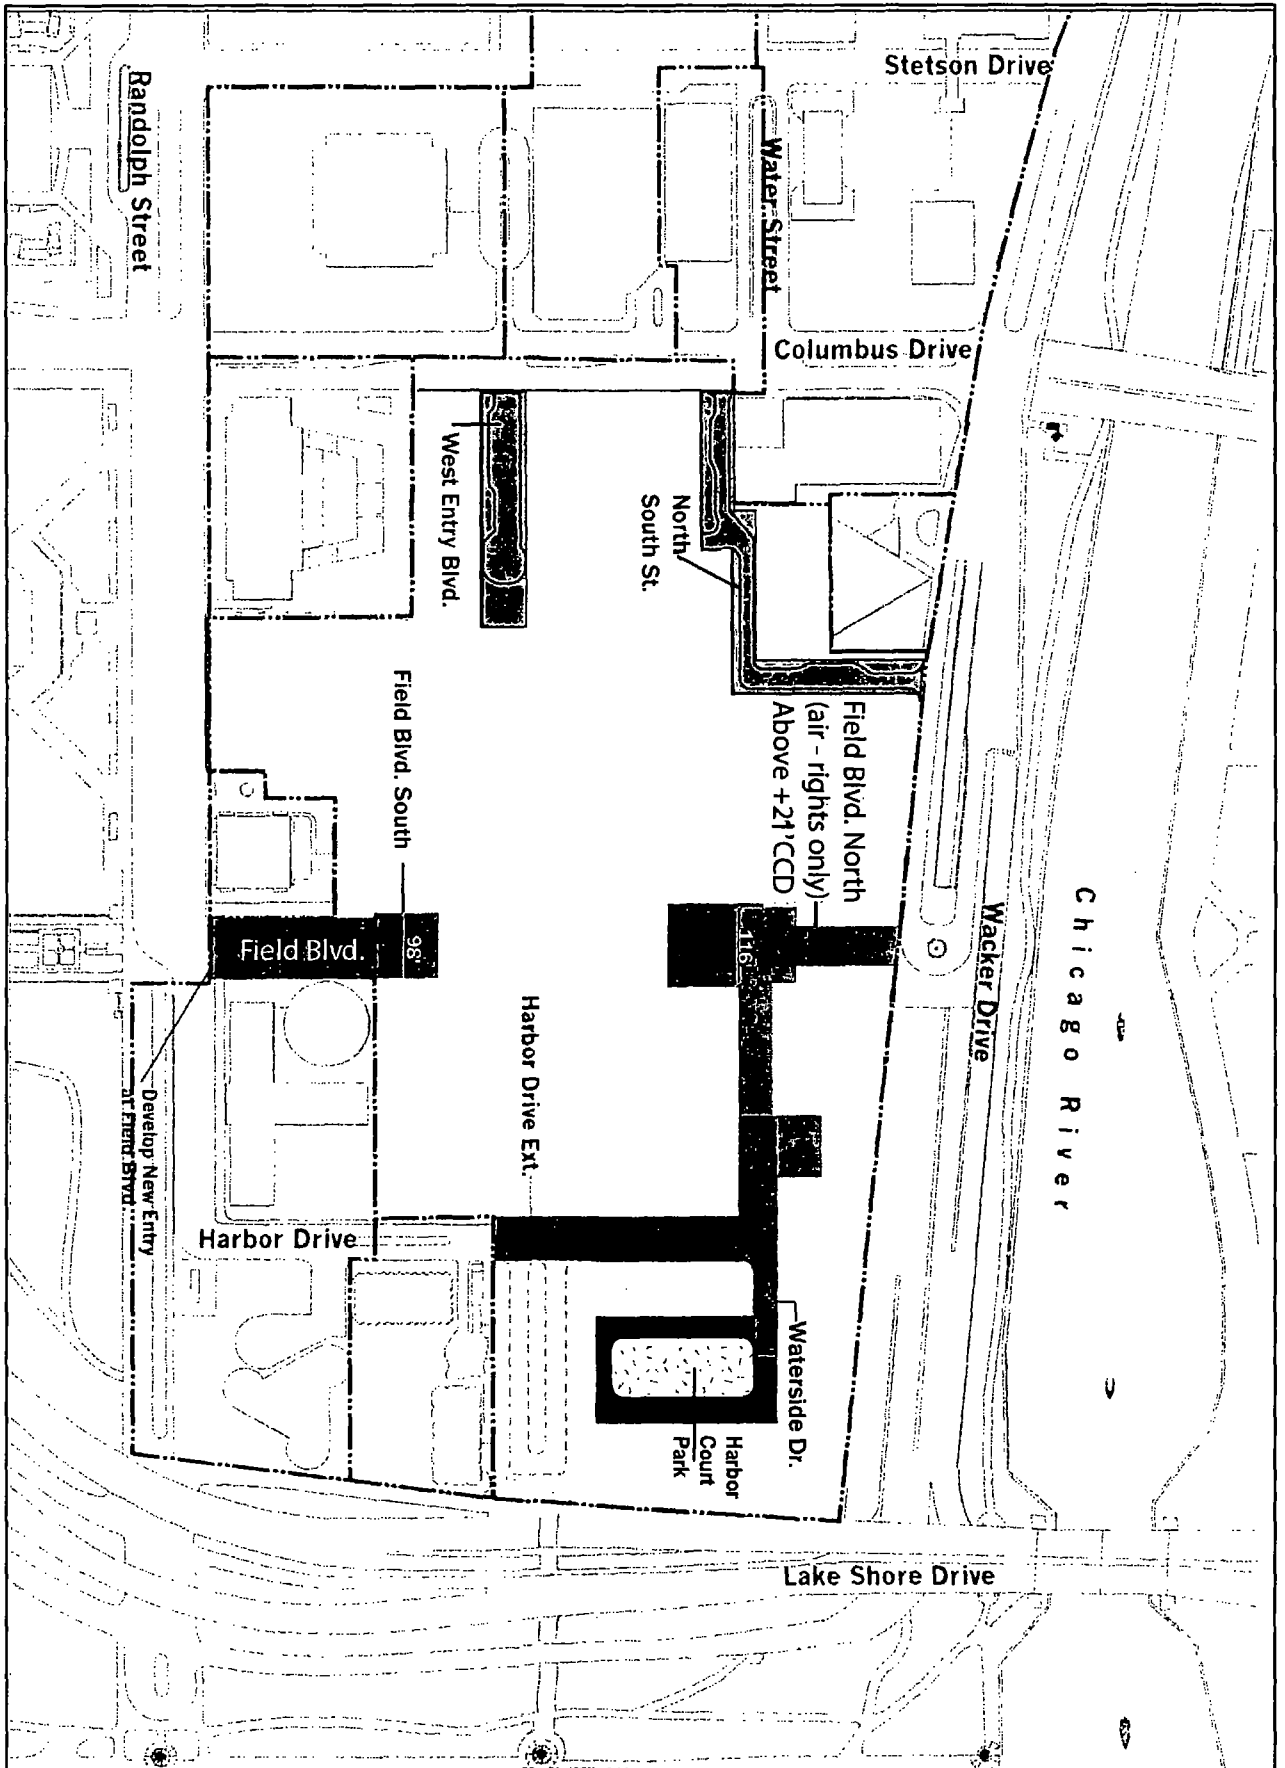 Stetson Drive
Randolph Street
Water Street
Columbus Drive
West Entry Blvd.
North
South St.
Field Blvd. South
Field Blvd. North
(air - rights only)
Above +21'CCD
Field Blvd.
98'
116'
Wacker Drive
Chicago River
Harbor Drive Ext.
Develop New Entry
at Field Blvd.
Harbor Drive
Waterside Dr.
Harbor
Court
Park
Lake Shore Drive